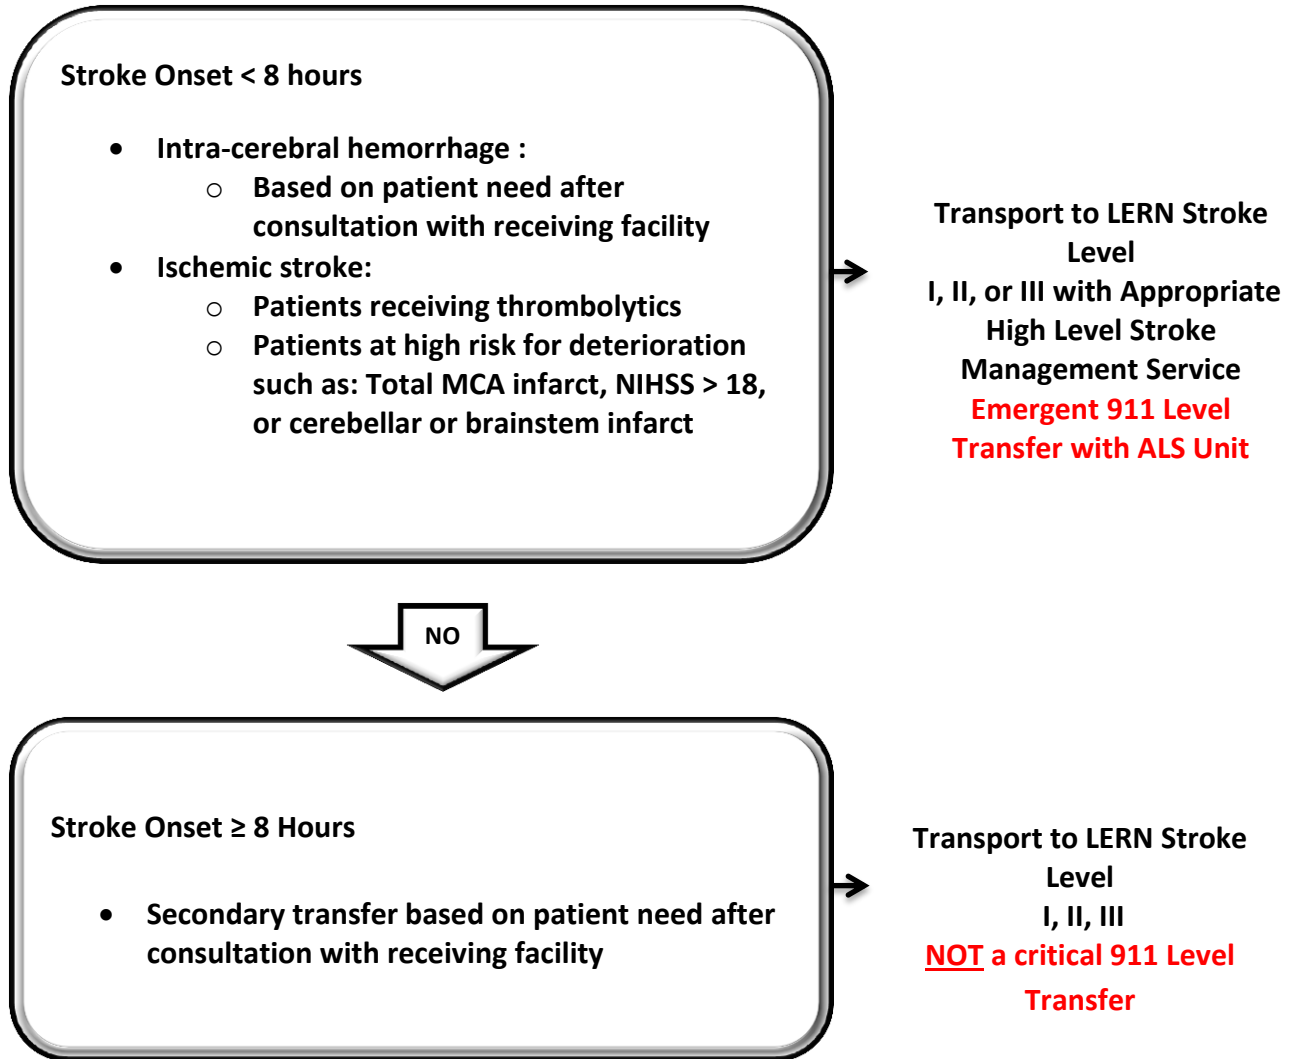 Stroke Onset < 8 hours
• Intra-cerebral hemorrhage :
o Based on patient need after
consultation with receiving facility
• Ischemic stroke:
o Patients receiving thrombolytics
o Patients at high risk for deterioration
such as: Total MCA infarct, NIHSS > 18,
or cerebellar or brainstem infarct
Transport to LERN Stroke
Level
I, II, or III with Appropriate
High Level Stroke
Management Service
Emergent 911 Level
Transfer with ALS Unit
NO
Stroke Onset ≥ 8 Hours
• Secondary transfer based on patient need after
consultation with receiving facility
Transport to LERN Stroke
Level
I, II, III
NOT a critical 911 Level
Transfer